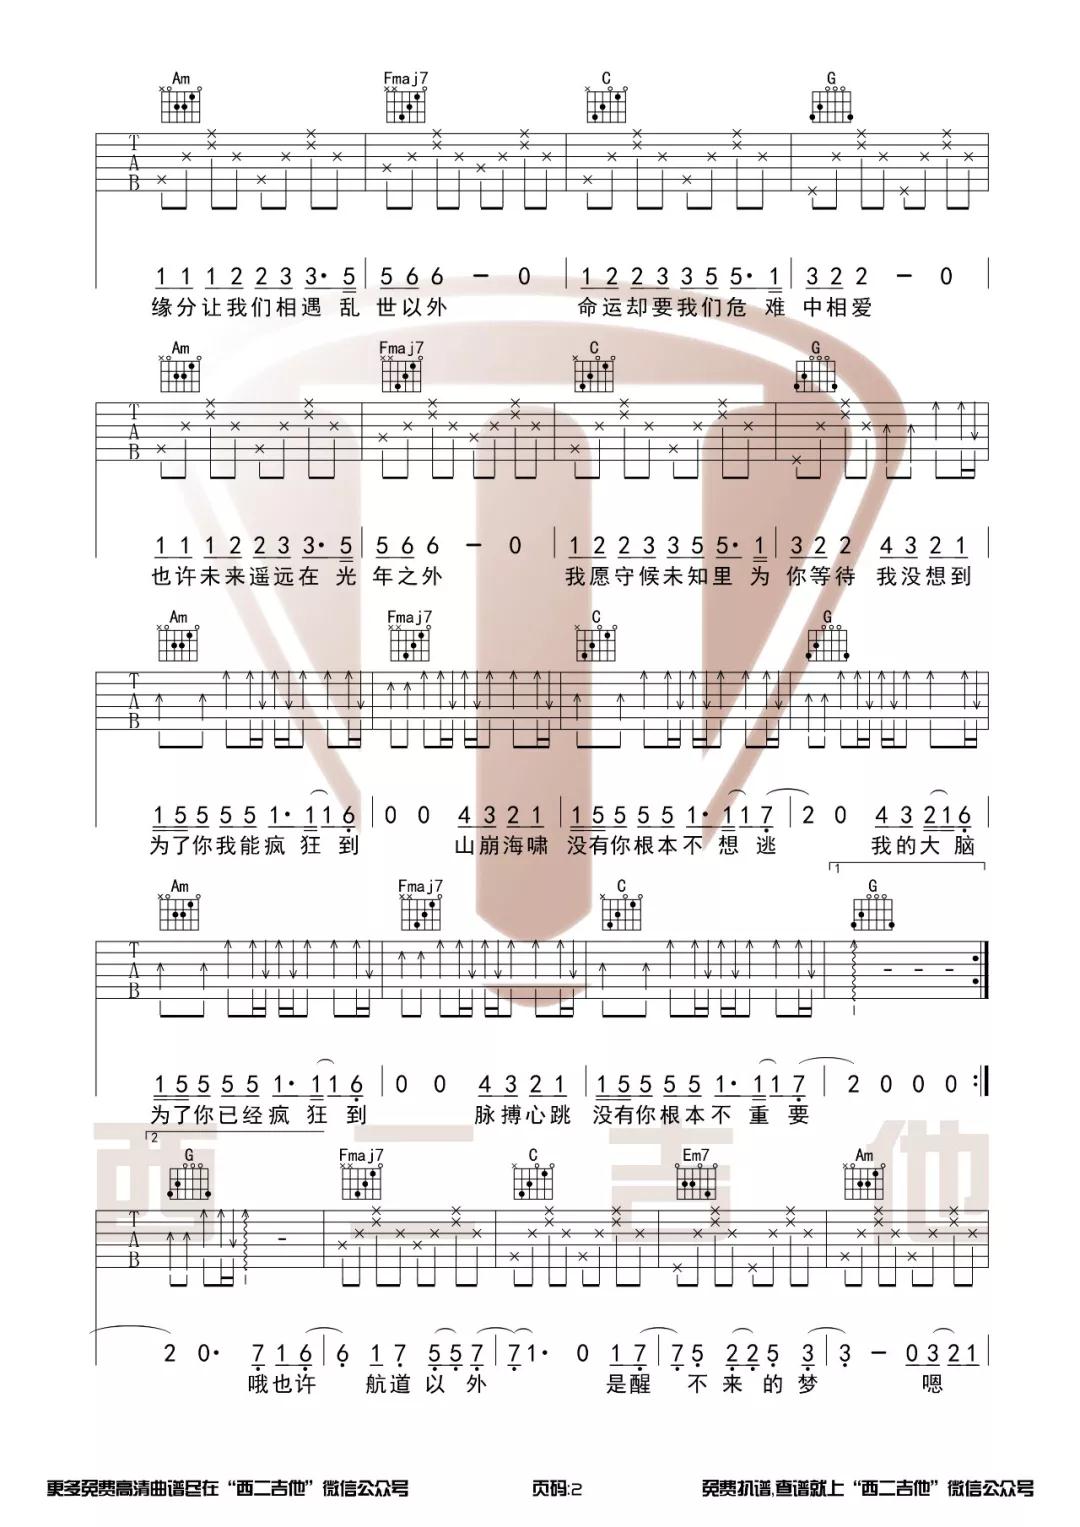 Am Fmaj7 C G
T
A
B
1 1 1 2 2 3 3· 5 | 5 6 6 － 0 | 1 2 2 3 3 5 5· 1 | 3 2 2 － 0
缘分让我们相遇 乱 世以外 命运却要我们危 难 中相爱
Am Fmaj7 C G
T
A
B
1 1 1 2 2 3 3· 5 | 5 6 6 － 0 | 1 2 2 3 3 5 5· 1 | 3 2 2 4 3 2 1
也许未来遥远在 光 年之外 我愿守候未知里 为 你等待 我没想到
Am Fmaj7 C G
T
A
B
1 5 5 5 5 1· 1 1 6 | 0 0 4 3 2 1 | 1 5 5 5 5 1· 1 1 7 | 2 0 4 3 2 1 6
为了你我能疯 狂 到 山崩海啸 没有你根本不 想 逃 我的大脑
1
Am Fmaj7 C G
T
A
B
1 5 5 5 5 1· 1 1 6 | 0 0 4 3 2 1 | 1 5 5 5 5 1· 1 1 7 | 2 0 0 0 :
为了你已经疯 狂 到 脉搏心跳 没有你根本不 重 要
西二吉他
2
G Fmaj7 C Em7 Am
T
A
B
2 0· 7 1 6 | 6 1 7 5 5 7 | 7 1· 0 1 7 | 7 5 2 2 5 3 | 3 － 0 3 2 1
哦也许 航道 以 外 是醒 不 来 的 梦 嗯
更多免费高清曲谱尽在“西二吉他”微信公众号 页码:2 免费扒谱,查谱就上“西二吉他”微信公众号